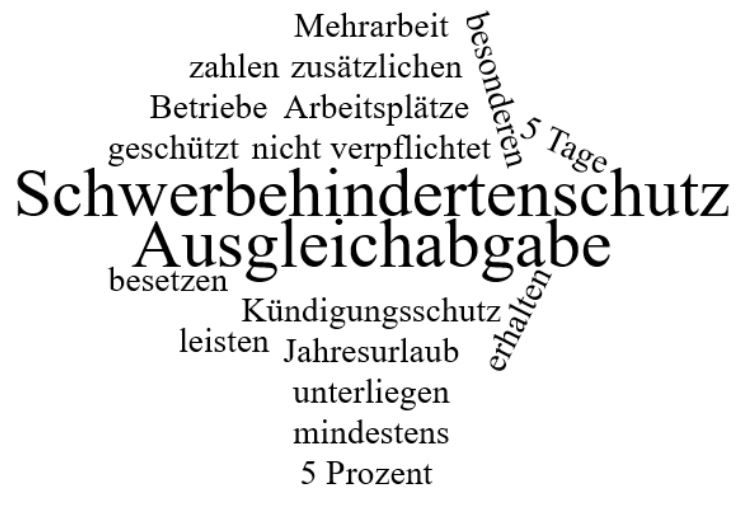 Mehrarbeit
besonderen
zahlen zusätzlichen
Betriebe Arbeitsplätze
5 Tage
geschützt nicht verpflichtet
Schwerbehindertenschutz
Ausgleichabgabe
besetzen
Kündigungsschutz
erhalten
leisten
Jahresurlaub
unterliegen
mindestens
5 Prozent